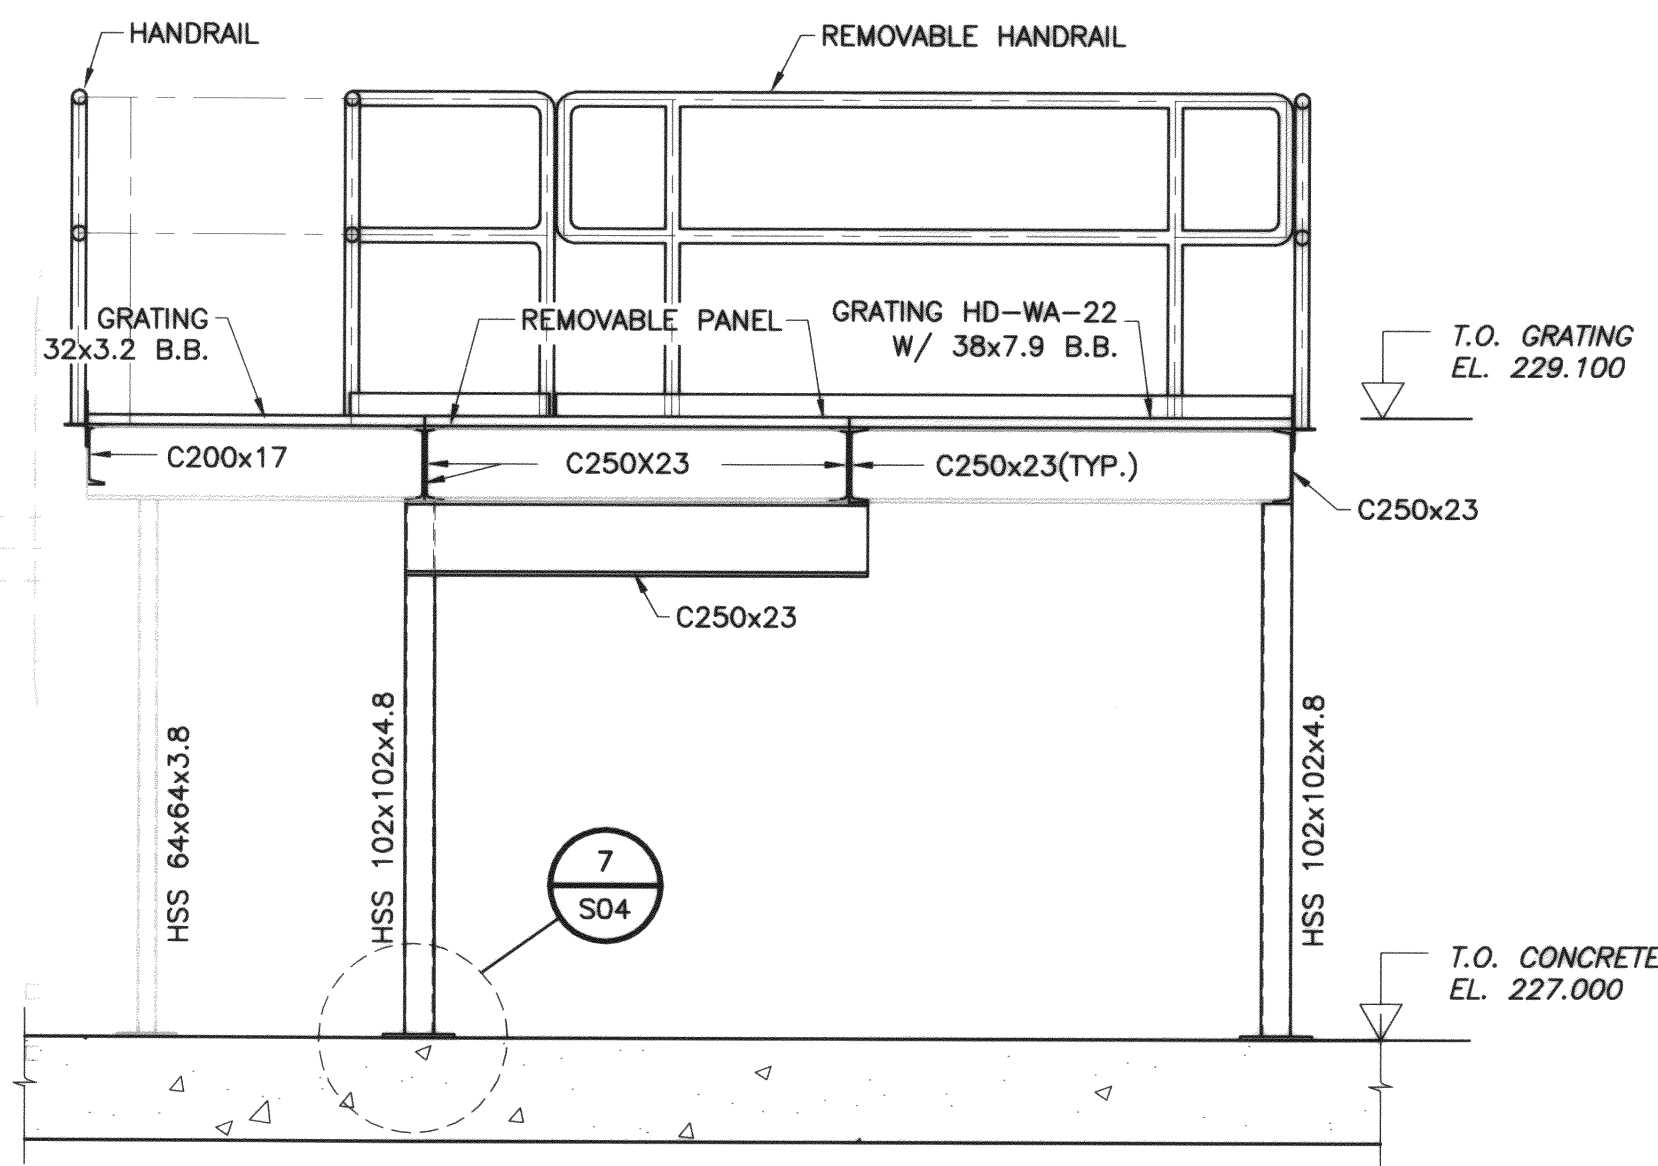 HANDRAIL
REMOVABLE HANDRAIL
GRATING
32x3.2 B.B.
REMOVABLE PANEL
GRATING HD-WA-22
W/ 38x7.9 B.B.
T.O. GRATING
EL. 229.100
C200x17
C250X23
C250x23(TYP.)
C250x23
C250x23
HSS 64x64x3.8
HSS 102x102x4.8
HSS 102x102x4.8
7
S04
T.O. CONCRETE
EL. 227.000